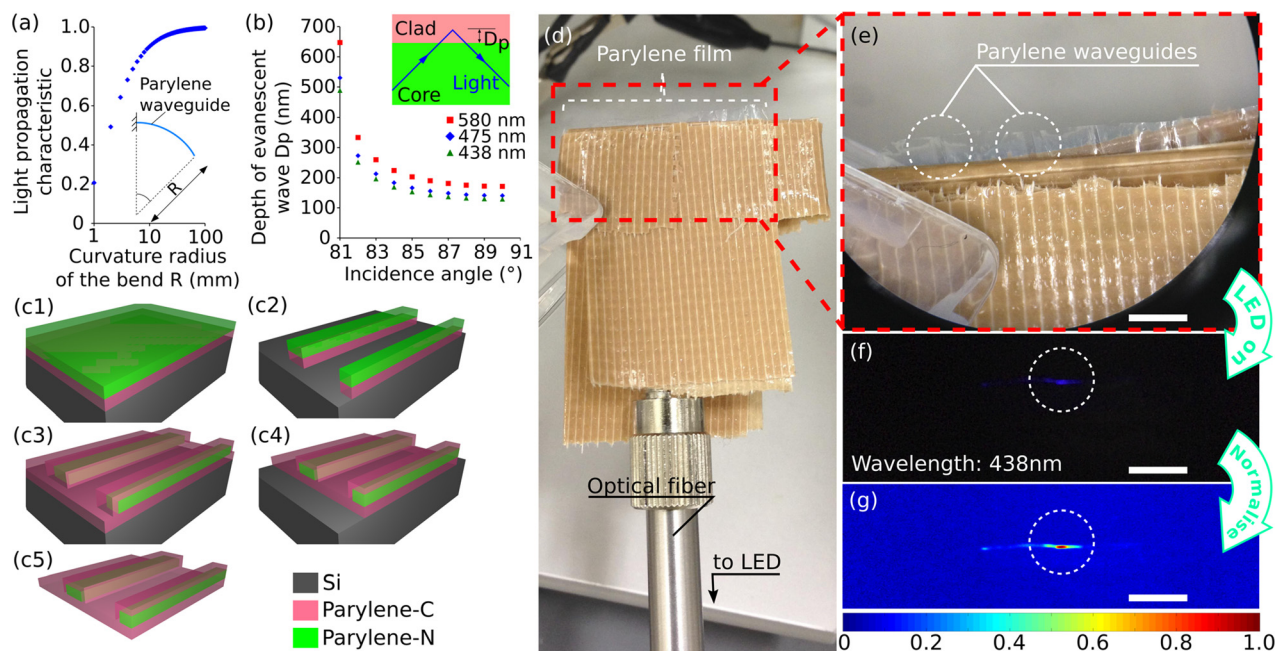 (a)
Light propagation
characteristic
1.0
0.8
0.6
0.4
0.2
0
1
10
100
Parylene
waveguide
R
Curvature radius
of the bend R (mm)
(b)
Depth of evanescent
wave Dp (nm)
700
600
500
400
300
200
100
0
81
83
85
87
89
91
Incidence angle (°)
Clad
Dp
Light
Core
580 nm
475 nm
438 nm
(c1)
(c2)
(c3)
(c4)
(c5)
Si
Parylene-C
Parylene-N
(d)
Parylene film
Optical fiber
to LED
(e)
Parylene waveguides
LED on
(f)
Wavelength: 438nm
Normalise
(g)
0
0.2
0.4
0.6
0.8
1.0